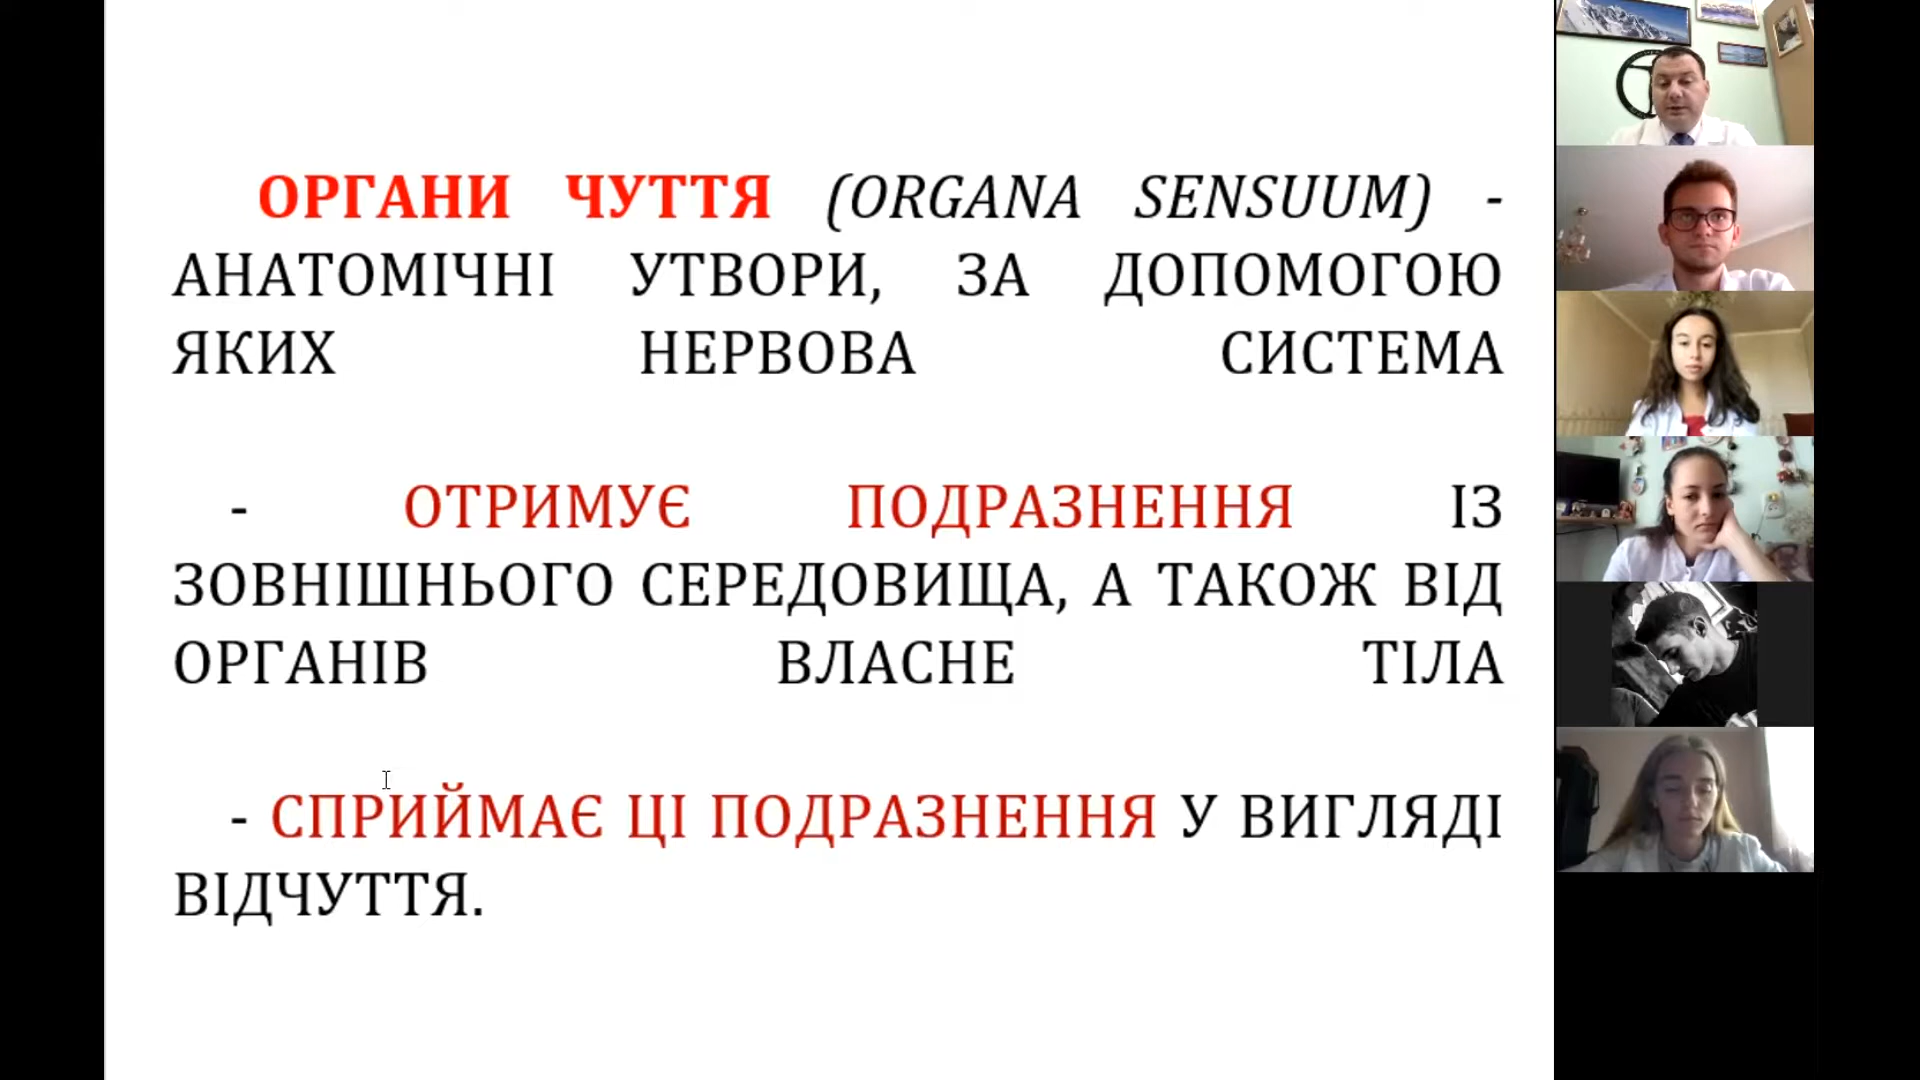 ОРГАНИ ЧУТТЯ (ORGANA SENSUUM) -
АНАТОМІЧНІ УТВОРИ, ЗА ДОПОМОГОЮ
ЯКИХ НЕРВОВА СИСТЕМА
- ОТРИМУЄ ПОДРАЗНЕННЯ ІЗ
ЗОВНІШНЬОГО СЕРЕДОВИЩА, А ТАКОЖ ВІД
ОРГАНІВ ВЛАСНЕ ТІЛА
- СПРИЙМАЄ ЦІ ПОДРАЗНЕННЯ У ВИГЛЯДІ
ВІДЧУТТЯ.